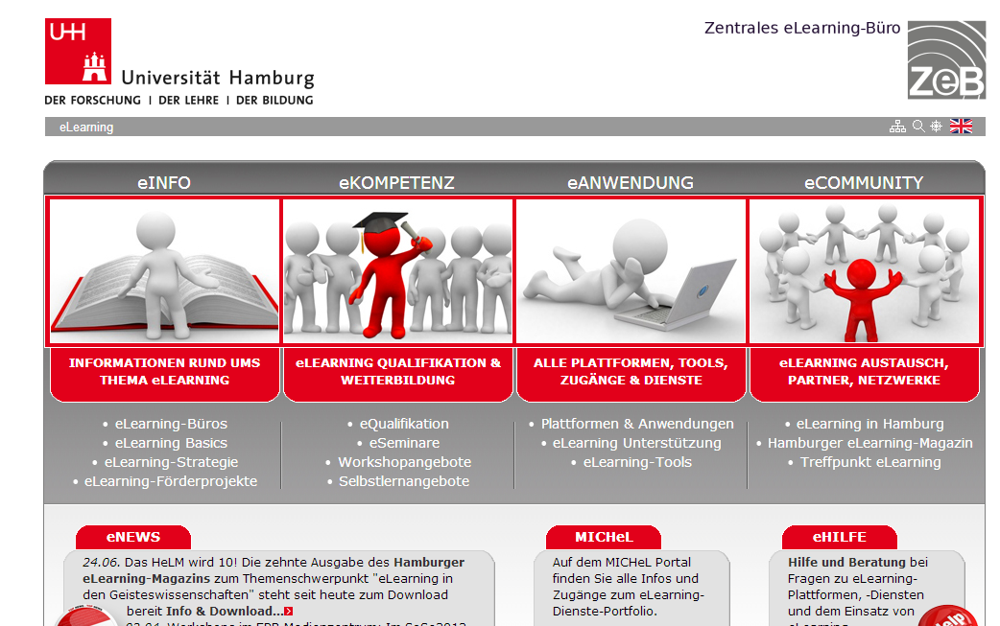 UHH
Zentrales eLearning-Büro
ZeB
Universität Hamburg
DER FORSCHUNG | DER LEHRE | DER BILDUNG
eLearning
eINFO
eKOMPETENZ
eANWENDUNG
eCOMMUNITY
INFORMATIONEN RUND UMS
THEMA eLEARNING
eLEARNING QUALIFIKATION &
WEITERBILDUNG
ALLE PLATTFORMEN, TOOLS,
ZUGÄNGE & DIENSTE
eLEARNING AUSTAUSCH,
PARTNER, NETZWERKE
• eLearning-Büros
• eLearning Basics
• eLearning-Strategie
• eLearning-Förderprojekte
• eQualifikation
• eSeminare
• Workshopangebote
• Selbstlernangebote
• Plattformen & Anwendungen
• eLearning Unterstützung
• eLearning-Tools
• eLearning in Hamburg
• Hamburger eLearning-Magazin
• Treffpunkt eLearning
eNEWS
24.06. Das HeLM wird 10! Die zehnte Ausgabe des Hamburger
eLearning-Magazins zum Themenschwerpunkt "eLearning in
den Geisteswissenschaften" steht seit heute zum Download
bereit Info & Download...
MICHeL
Auf dem MICHeL Portal
finden Sie alle Infos und
Zugänge zum eLearning-
Dienste-Portfolio.
eHILFE
Hilfe und Beratung bei
Fragen zu eLearning-
Plattformen, -Diensten
und dem Einsatz von
eLearning
Help!